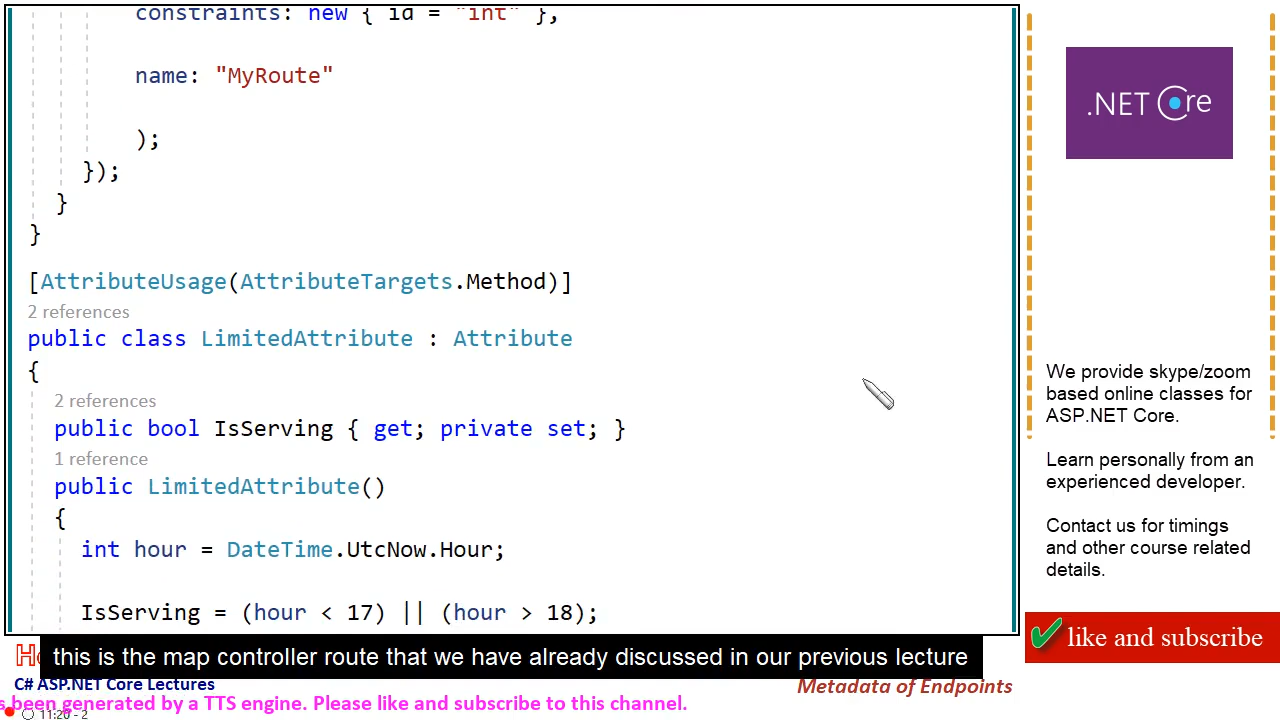 constraints: new { id = "int" },
name: "MyRoute"
);
});
}
}
[AttributeUsage(AttributeTargets.Method)]
2 references
public class LimitedAttribute : Attribute
{
2 references
public bool IsServing { get; private set; }
1 reference
public LimitedAttribute()
{
int hour = DateTime.UtcNow.Hour;
IsServing = (hour < 17) || (hour > 18);
this is the map controller route that we have already discussed in our previous lecture
C# ASP.NET Core Lectures
Metadata of Endpoints
been generated by a TTS engine. Please like and subscribe to this channel.
11:20 - 2
.NET Core
We provide skype/zoom
based online classes for
ASP.NET Core.
Learn personally from an
experienced developer.
Contact us for timings
and other course related
details.
like and subscribe